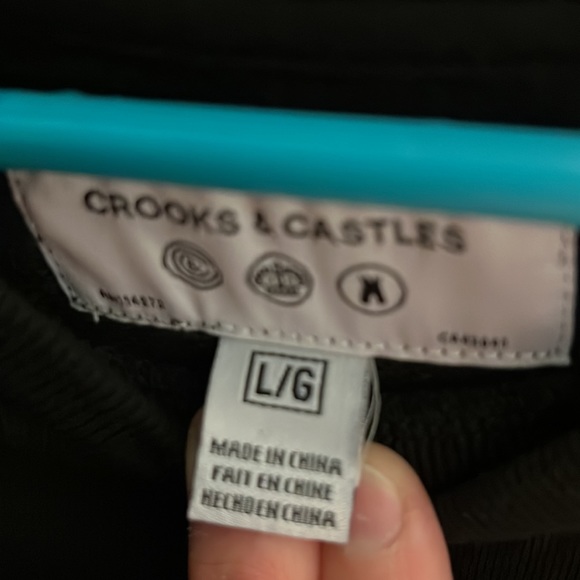 CROOKS & CASTLES
L/G
MADE IN CHINA
FAIT EN CHINE
HECHO EN CHINA